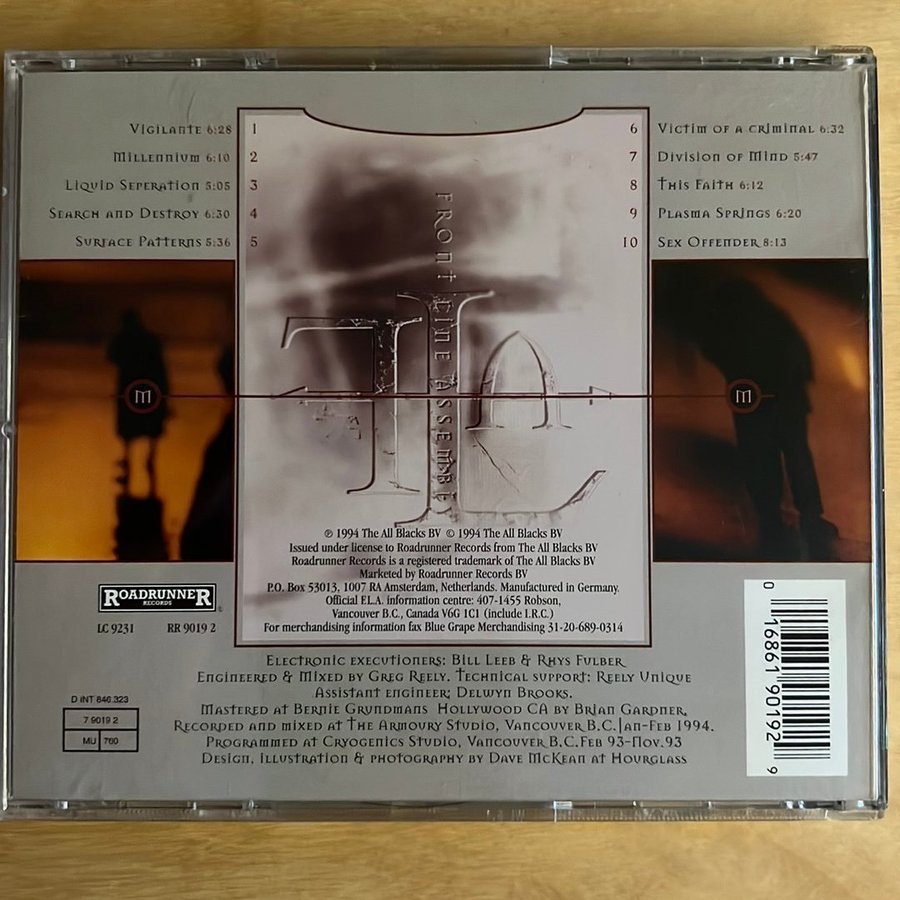 Vigilante 6:28 1
Millennium 6:10 2
Liquid Seperation 5:05 3
Search and Destroy 6:30 4
Surface Patterns 5:36 5
6 Victim of a criminal 6:32
7 Division of Mind 5:47
8 This Faith 6:12
9 Plasma Springs 6:20
10 Sex Offender 8:13
FRONT LINE ASSEMBLY
FLA
M
M
℗ 1994 The All Blacks BV © 1994 The All Blacks BV
Issued under license to Roadrunner Records from The All Blacks BV
Roadrunner Records is a registered trademark of The All Blacks BV
Marketed by Roadrunner Records BV
P.O. Box 53013, 1007 RA Amsterdam, Netherlands. Manufactured in Germany.
Official F.L.A. information centre: 407-1455 Robson,
Vancouver B.C., Canada V6G 1C1 (include I.R.C.)
For merchandising information fax Blue Grape Merchandising 31-20-689-0314
ROADRUNNER
RECORDS
LC 9231 RR 9019 2
Electronic executioners: Bill Leeb & Rhys Fulber
Engineered & Mixed by Greg Reely. Technical support: Reely Unique
Assistant engineer; Delwyn Brooks.
Mastered at Bernie Grundmans Hollywood CA by Brian Gardner,
Recorded and mixed at The Armoury Studio, Vancouver B.C.Jan-Feb 1994.
Programmed at Cryogenics Studio, Vancouver B.C.Feb 93-Nov.93
Design, illustration & photography by Dave McKean at Hourglass
D INT 846.323
7 9019 2
MU 760
0 16861 90192 9